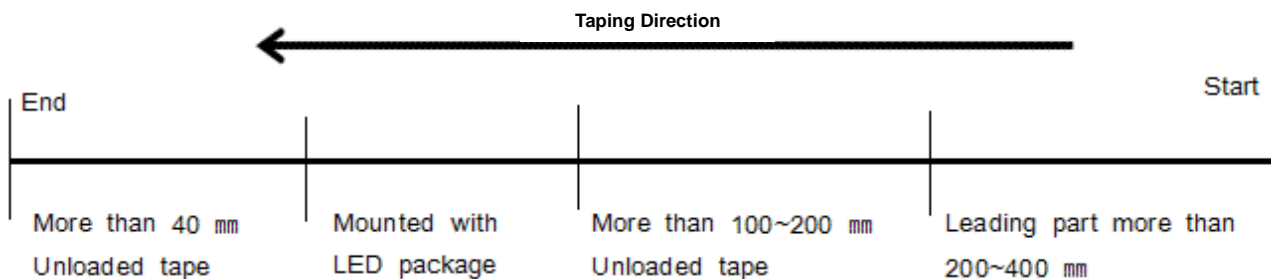 Taping Direction
End
Start
More than 40 ㎜
Unloaded tape
Mounted with
LED package
More than 100~200 ㎜
Unloaded tape
Leading part more than
200~400 ㎜